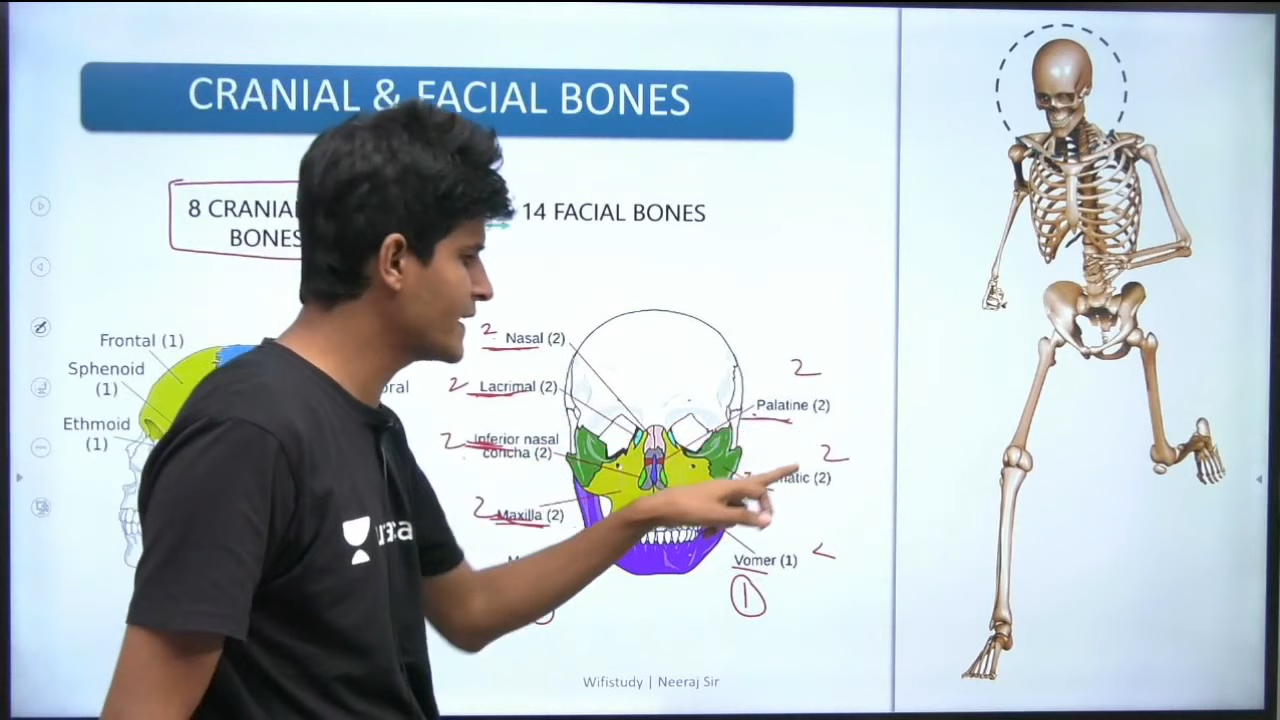 CRANIAL & FACIAL BONES
8 CRANIAL
BONES
14 FACIAL BONES
Frontal (1)
Sphenoid
(1)
Ethmoid
(1)
2
Nasal (2)
2
Lacrimal (2)
2
Inferior nasal
concha (2)
2
Maxilla (2)
2
Palatine (2)
2
(2)
Vomer (1)
1
Wifistudy | Neeraj Sir